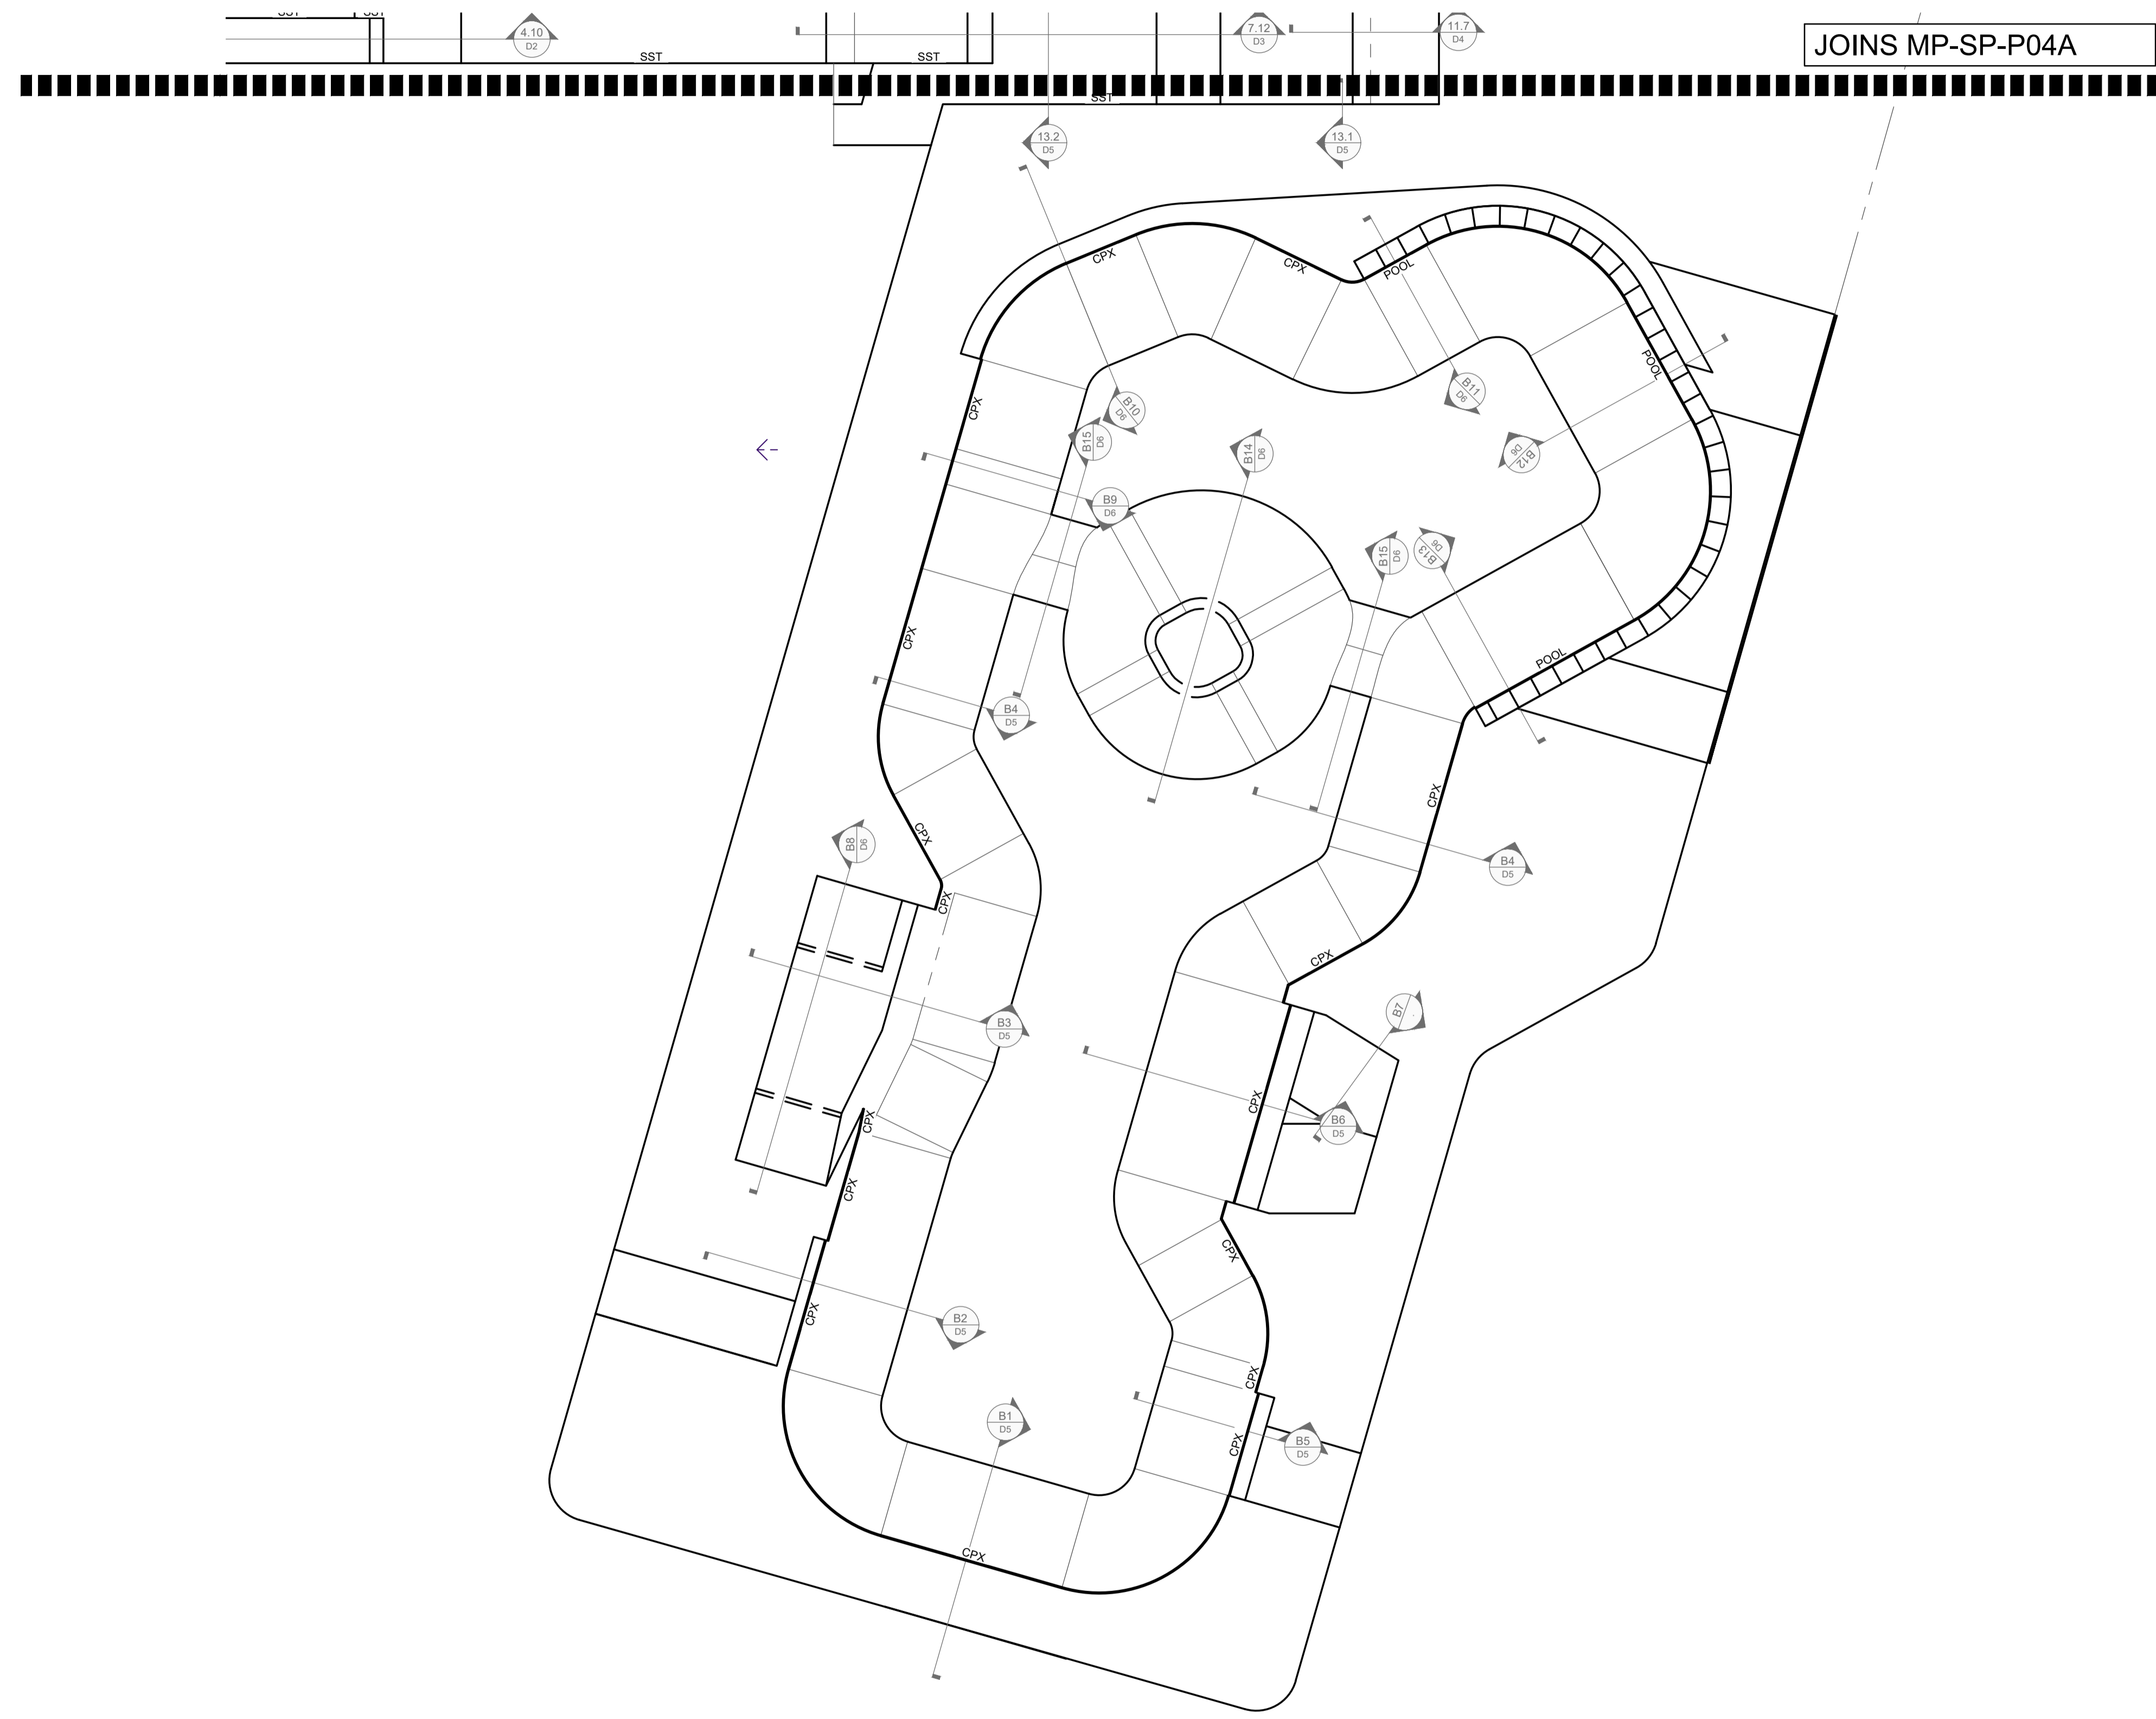 SST
SST
4.10
D2
7.12
D3
11.7
D4
JOINS MP-SP-P04A
SST
SST
SST
13.2
D5
13.1
D5
CPX
CPX
POOL
POOL
CPX
B10
D6
B11
D6
B15
D6
B14
D6
B12
D6
B9
D6
B15
D6
B13
D6
CPX
POOL
B4
D5
CPX
CPX
B8
D6
B4
D5
CPX
CPX
B3
D5
B7
CPX
CPX
B6
D5
CPX
CPX
CPX
B2
D5
CPX
B1
D5
CPX
B5
D5
CPX